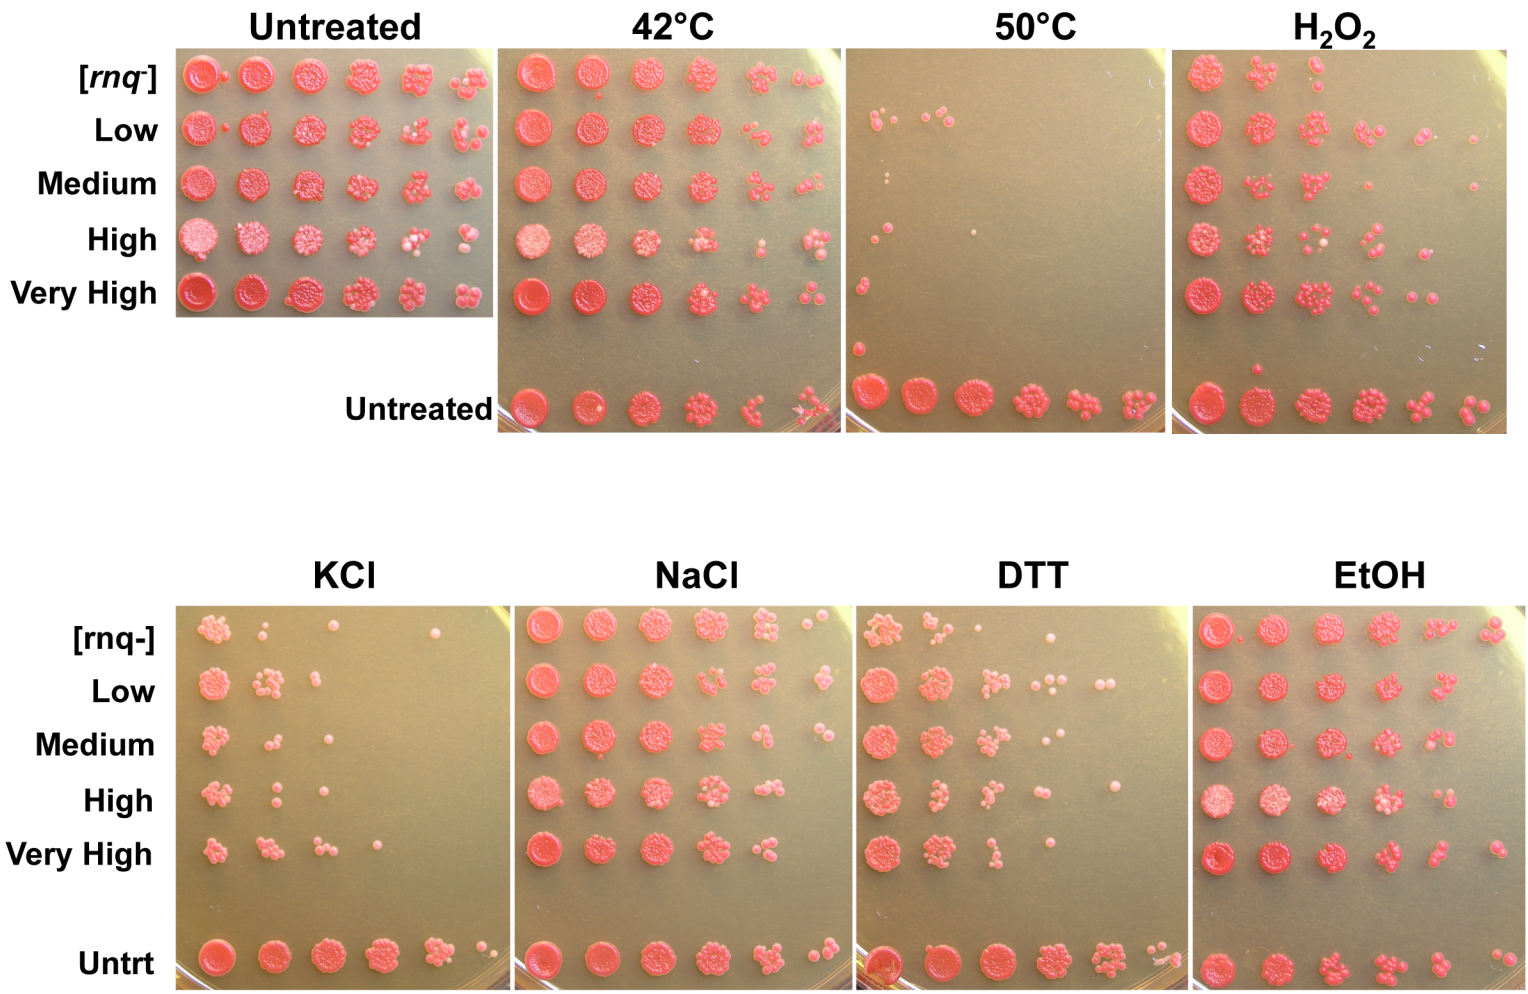 Untreated 42°C 50°C H₂O₂
[rnq⁻]
Low
Medium
High
Very High
Untreated
KCl NaCl DTT EtOH
[rnq-]
Low
Medium
High
Very High
Untrt